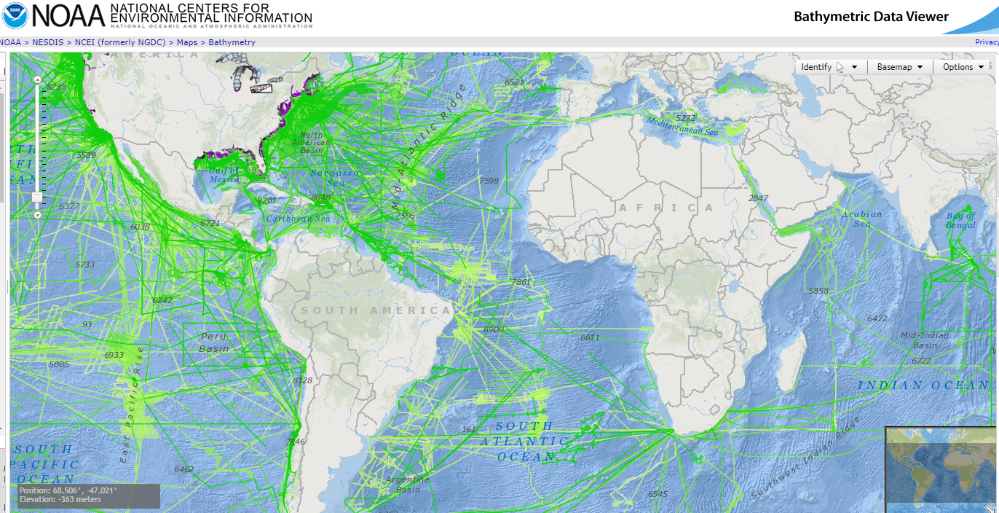 NOAA
NATIONAL CENTERS FOR
ENVIRONMENTAL INFORMATION
NATIONAL OCEANIC AND ATMOSPHERIC ADMINISTRATION
Bathymetric Data Viewer
NOAA > NESDIS > NCEI (formerly NGDC) > Maps > Bathymetry
Privacy
AMERICA
OCEAN
Identify
Basemap
Options
8238
6521
5272
Mediterranean Sea
Mid-Atlantic Ridge
North
American
Basin
5529
Gulf of
Mexico
Sargasso
Sea
7598
8201
8648
2847
6377
AFRICA
Arabian
Sea
Bay of
Bengal
7596
Caribbean Sea
6721
6038
5733
7861
5858
6242
SOUTH AMERICA
93
6900
6611
6472
Peru
Basin
Mid-Indian
Basin
6933
5085
6722
8128
INDIAN OCEAN
East Pacific Rise
161
SOUTH
ATLANTIC
OCEAN
7846
SOUTH
PACIFIC
OCEAN
6462
Southwest Indian Ridge
Argentine
Basin
6545
Position: 68.506°, -47.021°
Elevation: -363 meters